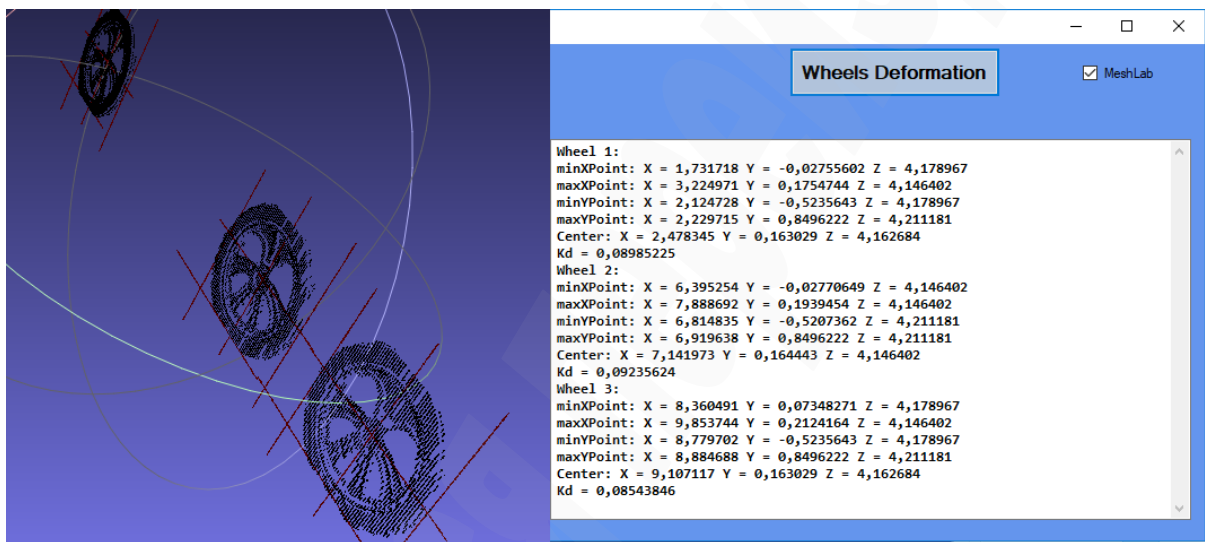 Wheels Deformation
MeshLab
Wheel 1:
minXPoint: X = 1,731718 Y = -0,02755602 Z = 4,178967
maxXPoint: X = 3,224971 Y = 0,1754744 Z = 4,146402
minYPoint: X = 2,124728 Y = -0,5235643 Z = 4,178967
maxYPoint: X = 2,229715 Y = 0,8496222 Z = 4,211181
Center: X = 2,478345 Y = 0,163029 Z = 4,162684
Kd = 0,08985225
Wheel 2:
minXPoint: X = 6,395254 Y = -0,02770649 Z = 4,146402
maxXPoint: X = 7,888692 Y = 0,1939454 Z = 4,146402
minYPoint: X = 6,814835 Y = -0,5207362 Z = 4,211181
maxYPoint: X = 6,919638 Y = 0,8496222 Z = 4,211181
Center: X = 7,141973 Y = 0,164443 Z = 4,146402
Kd = 0,09235624
Wheel 3:
minXPoint: X = 8,360491 Y = 0,07348271 Z = 4,178967
maxXPoint: X = 9,853744 Y = 0,2124164 Z = 4,146402
minYPoint: X = 8,779702 Y = -0,5235643 Z = 4,178967
maxYPoint: X = 8,884688 Y = 0,8496222 Z = 4,211181
Center: X = 9,107117 Y = 0,163029 Z = 4,162684
Kd = 0,08543846